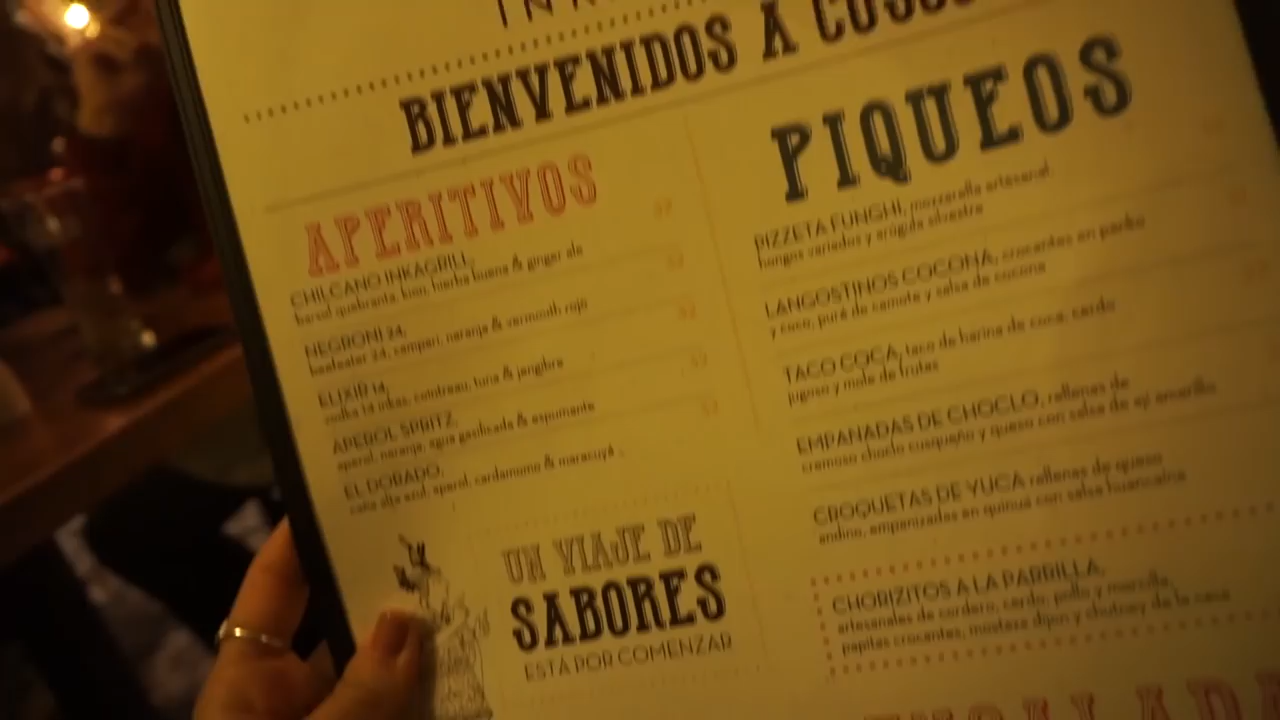 BIENVENIDOS A
APERITIVOS
CHILCANO INKAGRILL,
barsol quebranta, kion, hierba buena & ginger ale
NEGRONI 24,
beefeater 24, campari, naranja & vermouth rojo
ELIXIR 14,
vodka 14 inkas, cointreau, tuna & jengibre
APEROL SPRITZ,
aperol, naranja, agua gasificada & espumante
EL DORADO,
caña alta azul, aperol, cardamomo & maracuyá
UN VIAJE DE
SABORES
ESTÁ POR COMENZAR
PIQUEOS
PIZZETA FUNGHI, mozzarella artesanal,
hongos variados y arúgula silvestre
LANGOSTINOS COCONA, crocantes en panko
y coco, puré de camote y salsa de cocona
TACO COCA, taco de harina de coca, cerdo
jugoso y mole de frutas
EMPANADAS DE CHOCLO, rellenas de
cremoso choclo cusqueño y queso con salsa de ají amarillo
CROQUETAS DE YUCA rellenas de queso
andino, empanizadas en quinua con salsa huancaína
CHORIZITOS A LA PARRILLA,
artesanales de cordero, cerdo, pollo y morcilla,
papitas crocantes, mostaza dijon y chutney de la casa